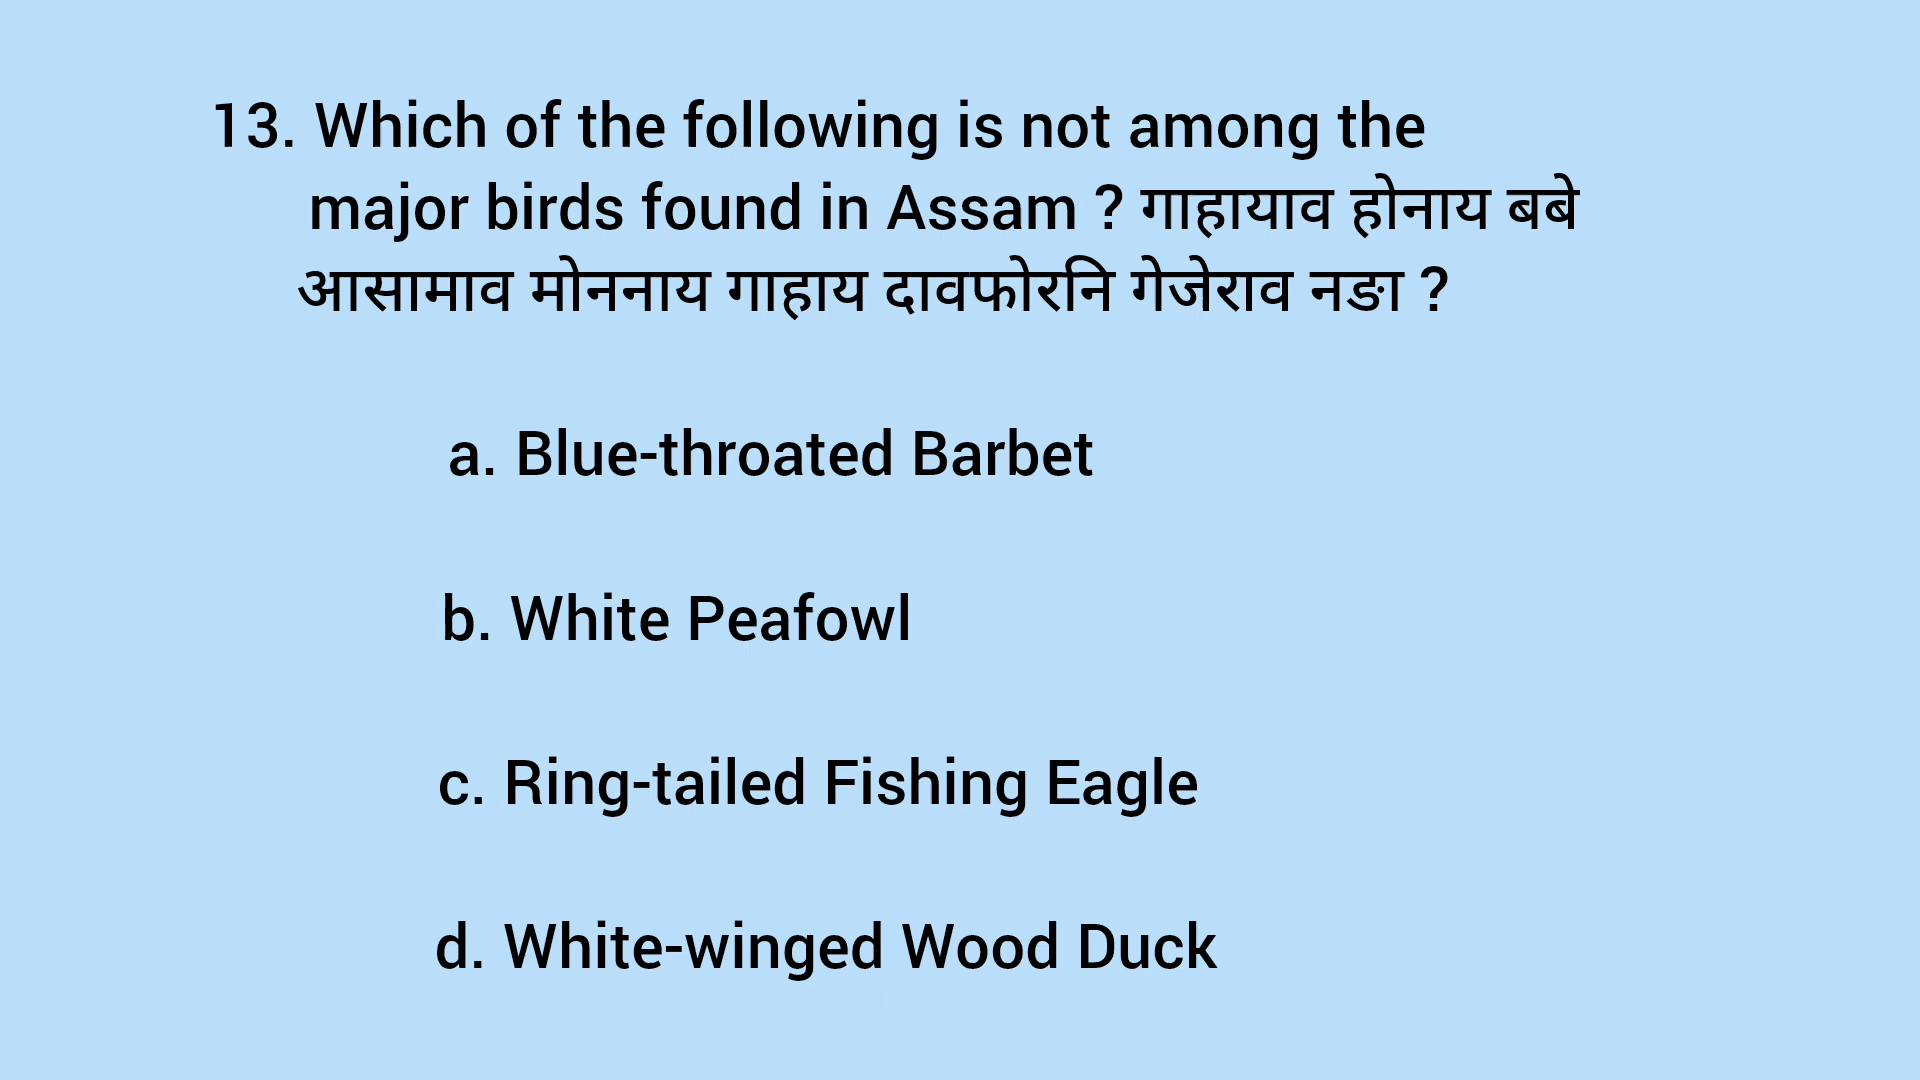 13. Which of the following is not among the
major birds found in Assam ? गाहायाव होनाय बबे
आसामाव मोननाय गाहाय दावफोरनि गेजेराव नङा ?
a. Blue-throated Barbet
b. White Peafowl
c. Ring-tailed Fishing Eagle
d. White-winged Wood Duck